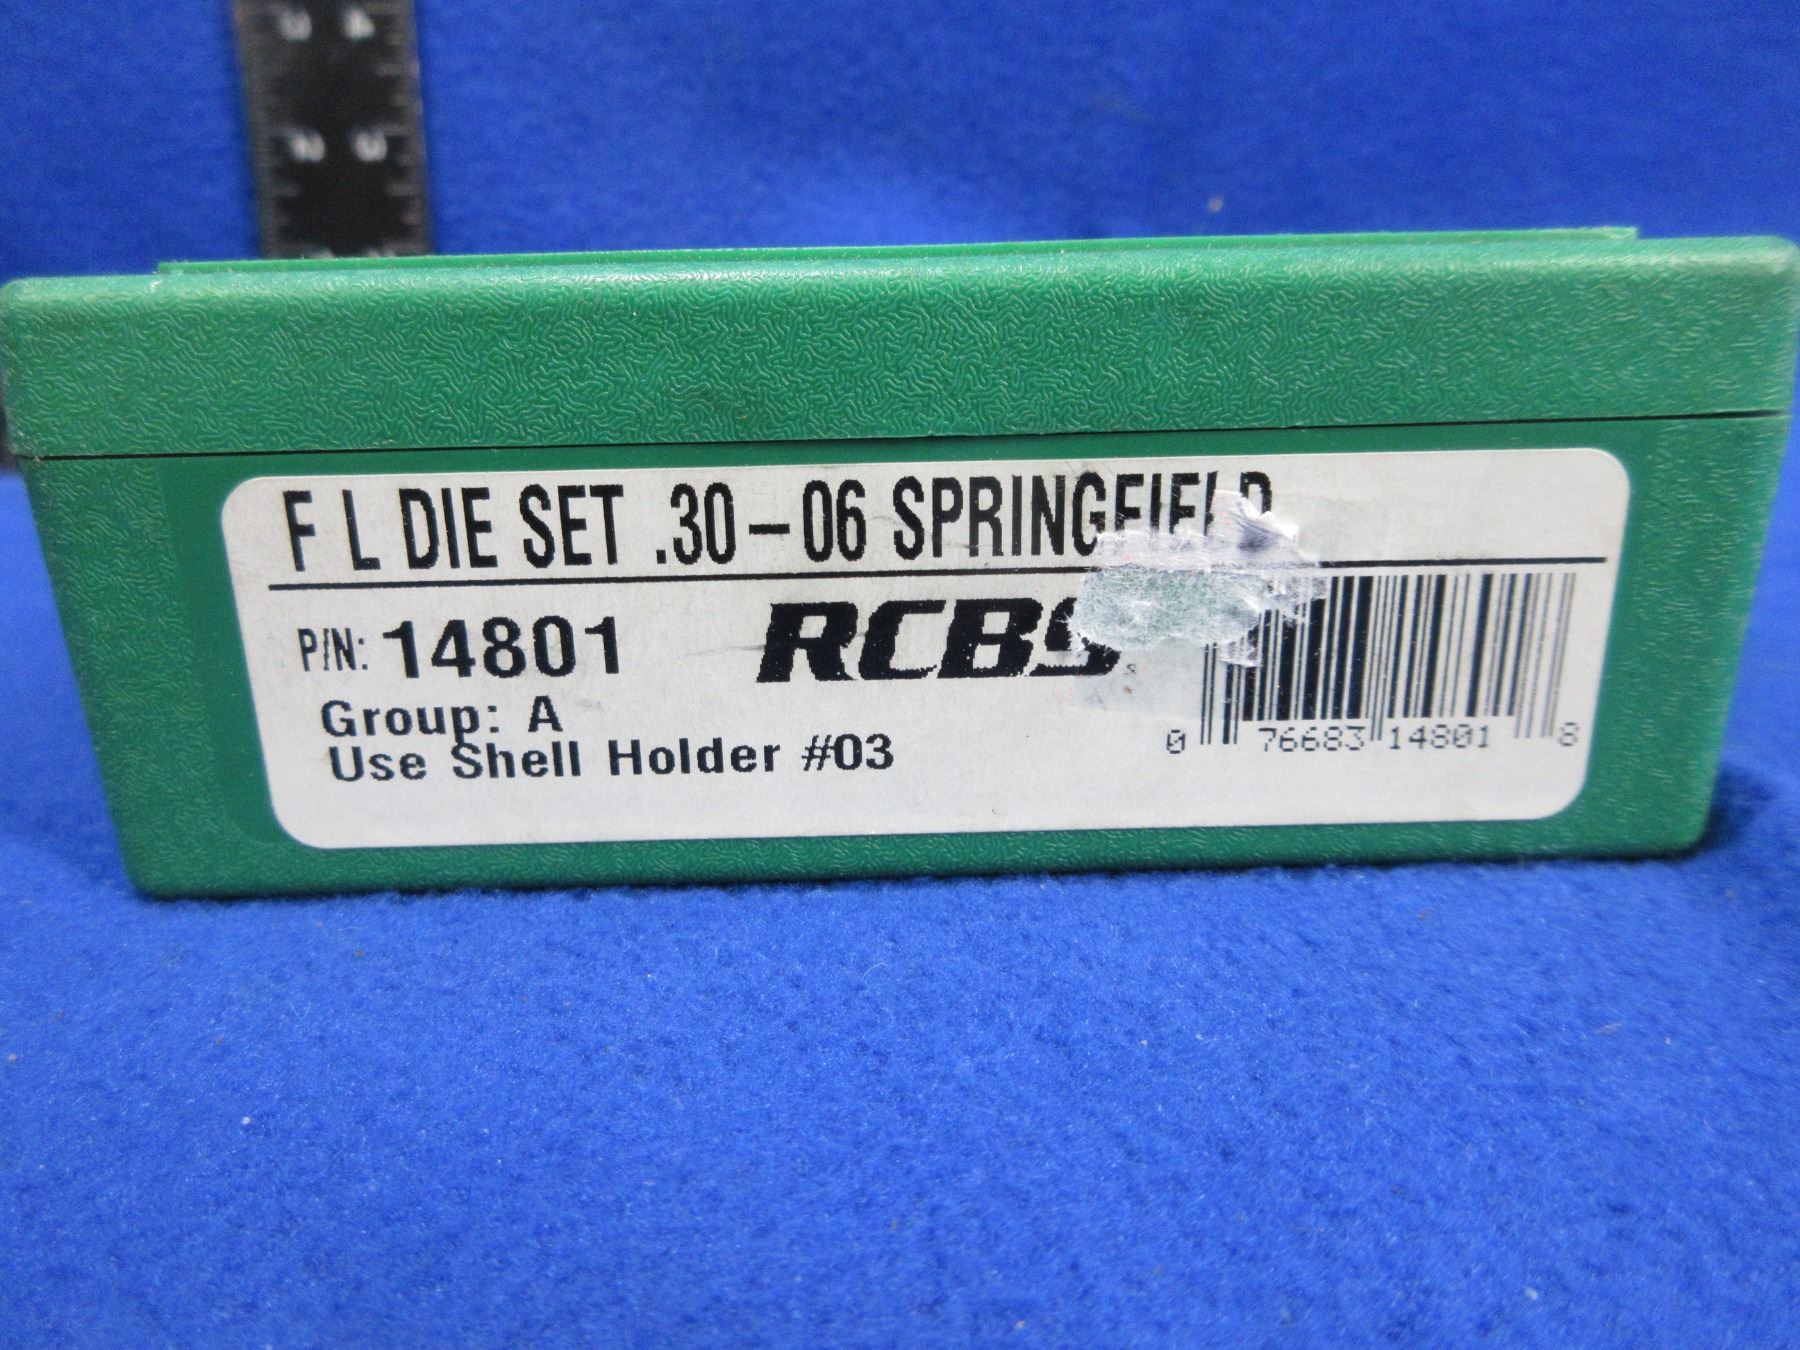 F L DIE SET .30-06 SPRINGFIELD
P/N: 14801
RCBS
Group: A
Use Shell Holder #03
0 76683 14801 8